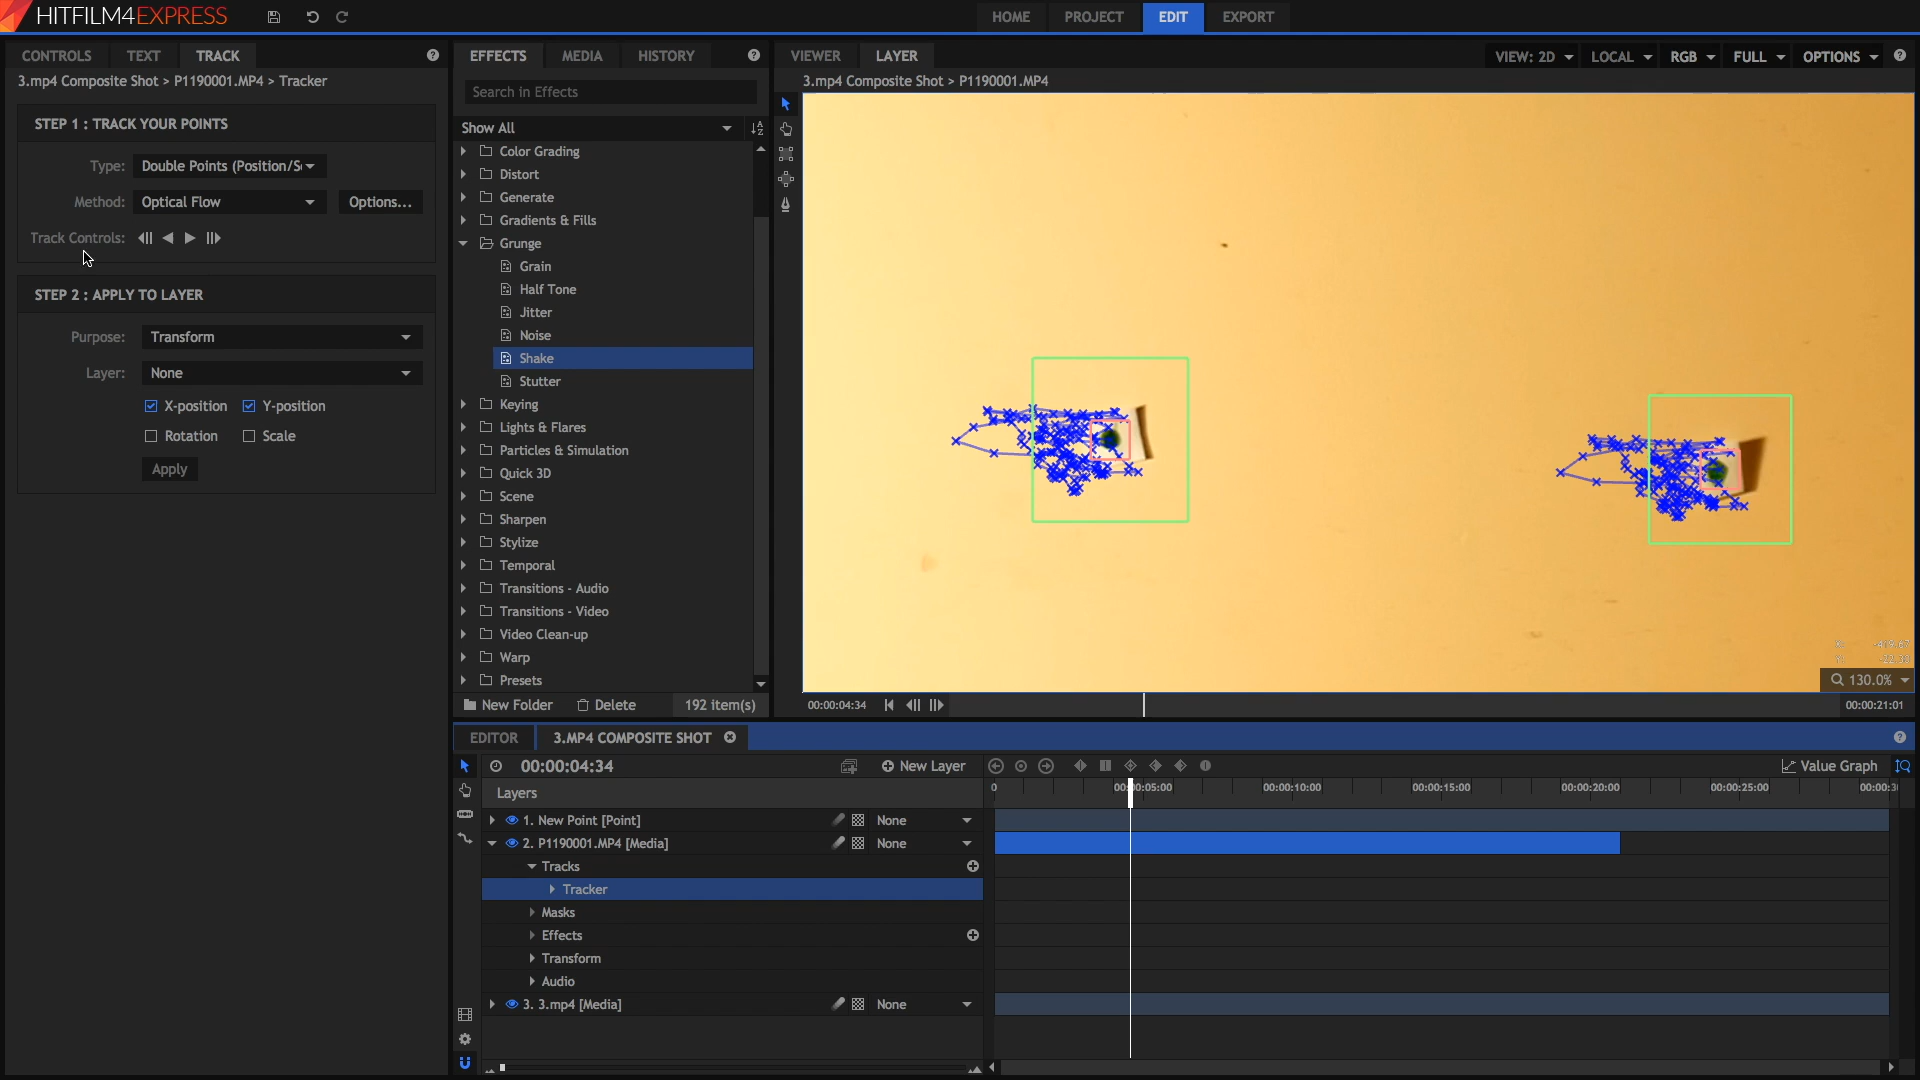 HITFILM4EXPRESS
HOME PROJECT EDIT EXPORT
CONTROLS TEXT TRACK
3.mp4 Composite Shot > P1190001.MP4 > Tracker
STEP 1 : TRACK YOUR POINTS
Type: Double Points (Position/S
Method: Optical Flow Options...
Track Controls:
STEP 2 : APPLY TO LAYER
Purpose: Transform
Layer: None
X-position Y-position
Rotation Scale
Apply
EFFECTS MEDIA HISTORY
Search in Effects
Show All
Color Grading
Distort
Generate
Gradients & Fills
Grunge
Grain
Half Tone
Jitter
Noise
Shake
Stutter
Keying
Lights & Flares
Particles & Simulation
Quick 3D
Scene
Sharpen
Stylize
Temporal
Transitions - Audio
Transitions - Video
Video Clean-up
Warp
Presets
New Folder Delete 192 item(s)
VIEWER LAYER
VIEW: 2D LOCAL RGB FULL OPTIONS
3.mp4 Composite Shot > P1190001.MP4
X: -419.67
Y: -22.38
130.0%
00:00:04:34 00:00:21:01
EDITOR 3.MP4 COMPOSITE SHOT
00:00:04:34 New Layer Value Graph
Layers 0 00:00:05:00 00:00:10:00 00:00:15:00 00:00:20:00 00:00:25:00 00:00:3
1. New Point [Point] None
2. P1190001.MP4 [Media] None
Tracks
Tracker
Masks
Effects
Transform
Audio
3. 3.mp4 [Media] None